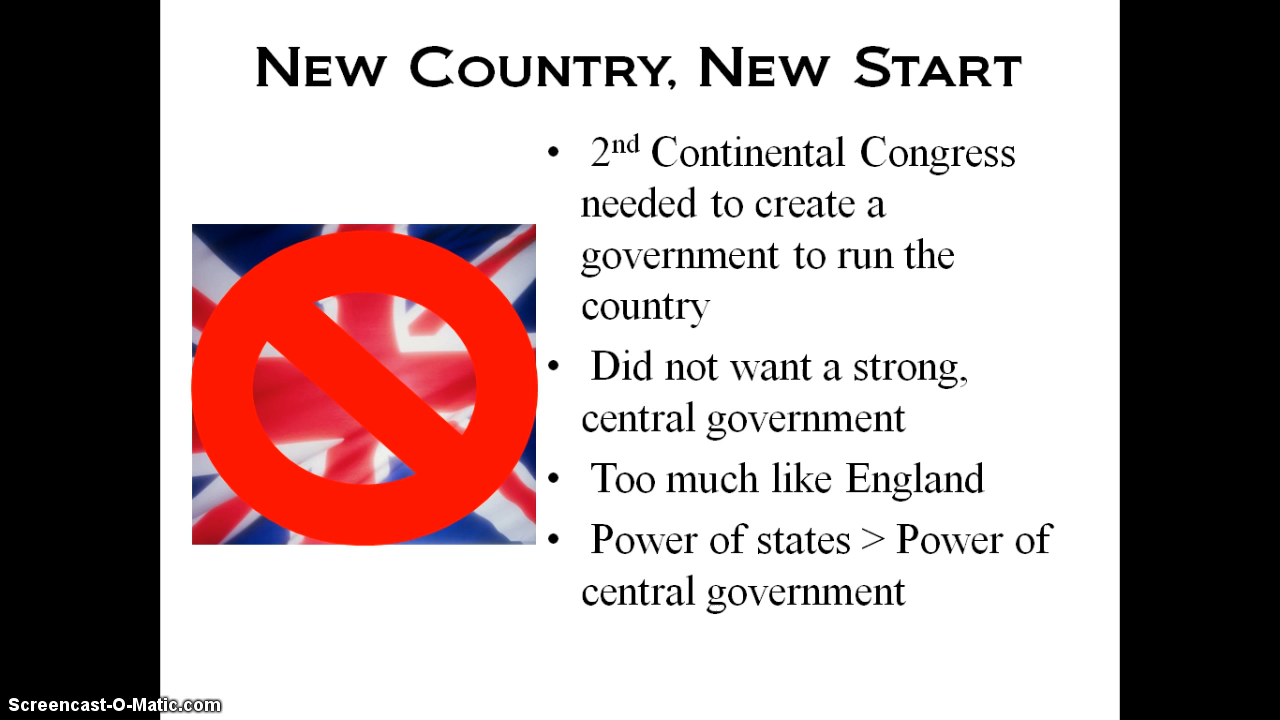 New Country, New Start
• 2nd Continental Congress
needed to create a
government to run the
country
• Did not want a strong,
central government
• Too much like England
• Power of states > Power of
central government
Screencast-O-Matic.com